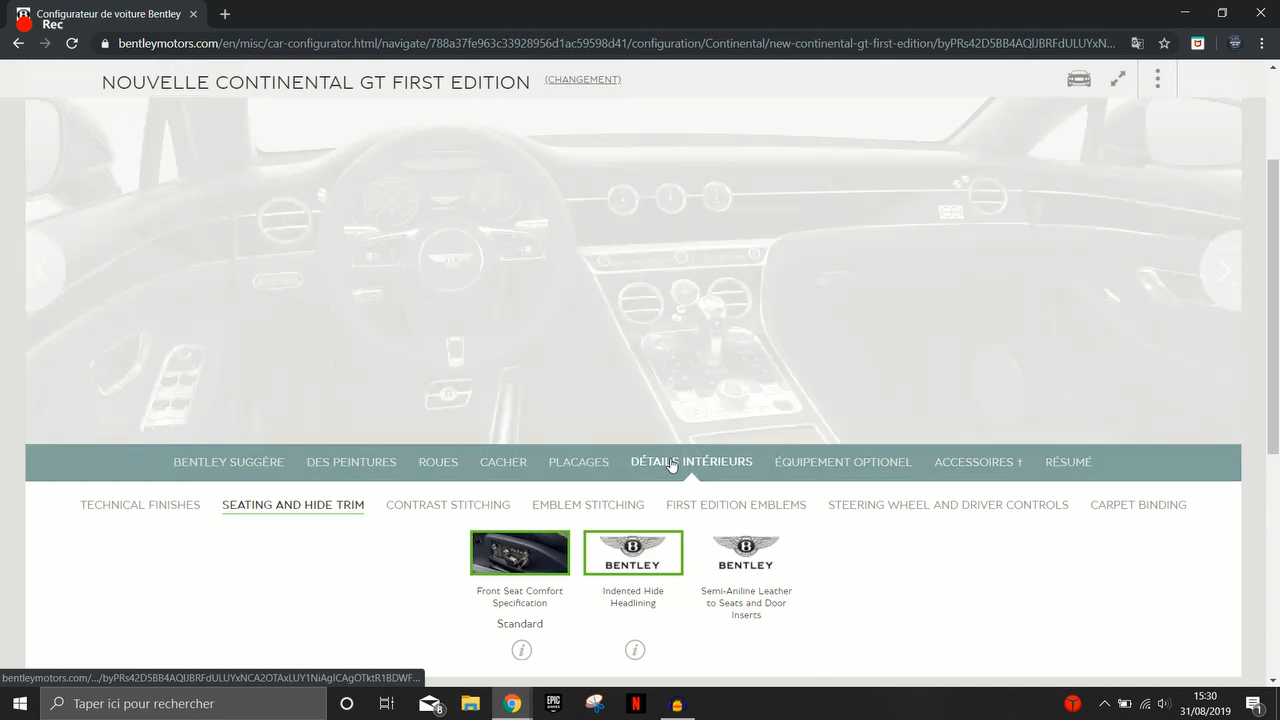 Configurateur de voiture Bentley
Rec
bentleymotors.com/en/misc/car-configurator.html/navigate/788a37fe963c33928956d1ac59598d41/configuration/Continental/new-continental-gt-first-edition/byPRs42D5BB4AQIJBRFdULUYxN...
NOUVELLE CONTINENTAL GT FIRST EDITION (CHANGEMENT)
BENTLEY SUGGÈRE DES PEINTURES ROUES CACHER PLACAGES DÉTAILS INTÉRIEURS ÉQUIPEMENT OPTIONEL ACCESSOIRES † RÉSUMÉ
TECHNICAL FINISHES SEATING AND HIDE TRIM CONTRAST STITCHING EMBLEM STITCHING FIRST EDITION EMBLEMS STEERING WHEEL AND DRIVER CONTROLS CARPET BINDING
B BENTLEY B BENTLEY
Front Seat Comfort Specification
Standard
Indented Hide Headlining
Semi-Aniline Leather to Seats and Door Inserts
bentleymotors.com/.../byPRs42D5BB4AQIJBRFdULUYxNCA2OTAxLUY1NiAgICAgOTktR1BDWF...
Taper ici pour rechercher
8
EPIC GAMES
N
15:30
31/08/2019
1